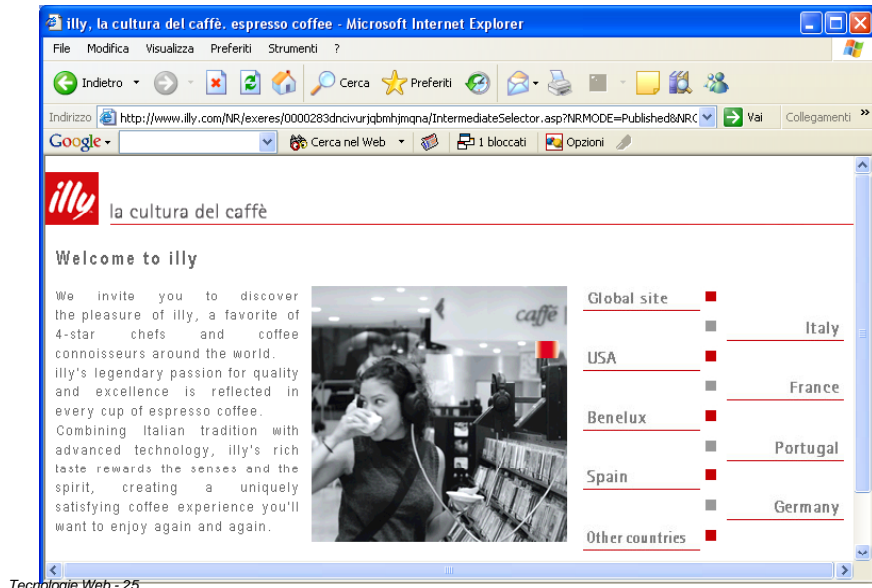 illy, la cultura del caffè. espresso coffee - Microsoft Internet Explorer
File Modifica Visualizza Preferiti Strumenti ?
Indietro Cerca Preferiti
Indirizzo http://www.illy.com/NR/exeres/0000283dncivurjqbmhjmqna/IntermediateSelector.asp?NRMODE=Published&NRC Vai Collegamenti »
Google Cerca nel Web 1 bloccati Opzioni
illy la cultura del caffè
Welcome to illy
We invite you to discover
the pleasure of illy, a favorite of
4-star chefs and coffee
connoisseurs around the world.
illy's legendary passion for quality
and excellence is reflected in
every cup of espresso coffee.
Combining Italian tradition with
advanced technology, illy's rich
taste rewards the senses and the
spirit, creating a uniquely
satisfying coffee experience you'll
want to enjoy again and again.
caffè
Global site
Italy
USA
France
Benelux
Portugal
Spain
Germany
Other countries
Tecnologie Web - 25